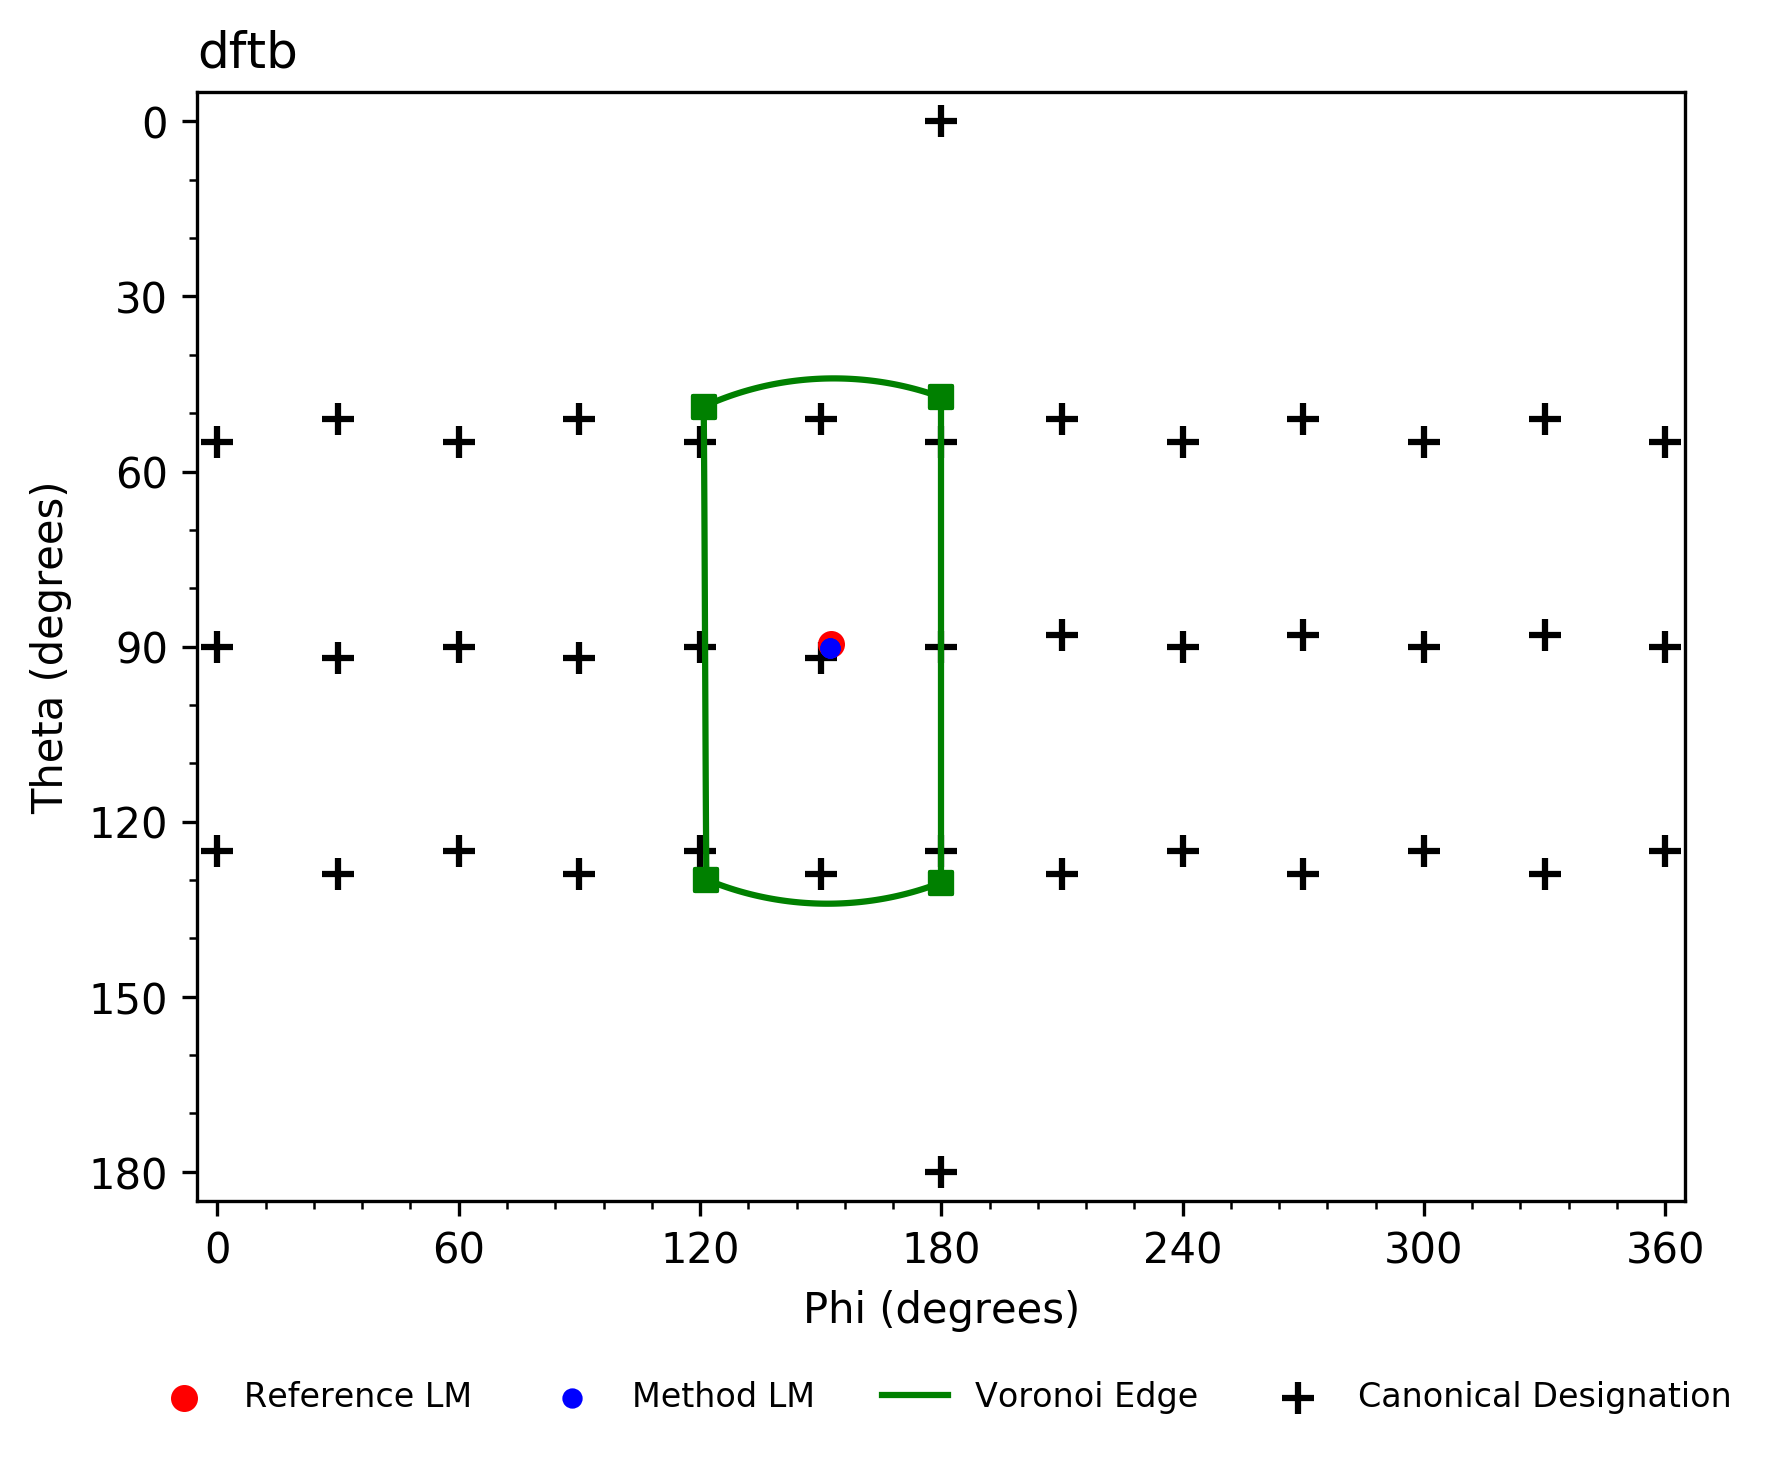 dftb
0
30
60
90
120
150
180
Theta (degrees)
0 60 120 180 240 300 360
Phi (degrees)
Reference LM Method LM Voronoi Edge Canonical Designation